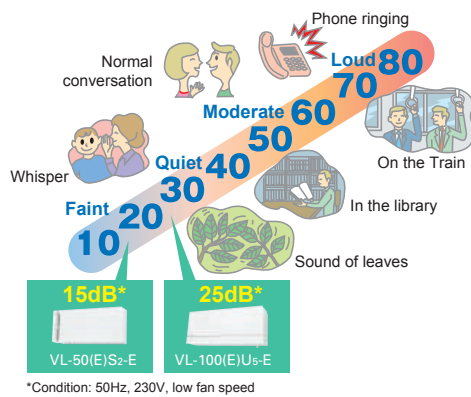 Phone ringing
Normal
conversation
Loud 80
70
Moderate 60
50
On the Train
Whisper
Quiet 40
30
In the library
Faint 20
10
Sound of leaves
15dB*
VL-50(E)S2-E
25dB*
VL-100(E)U5-E
*Condition: 50Hz, 230V, low fan speed